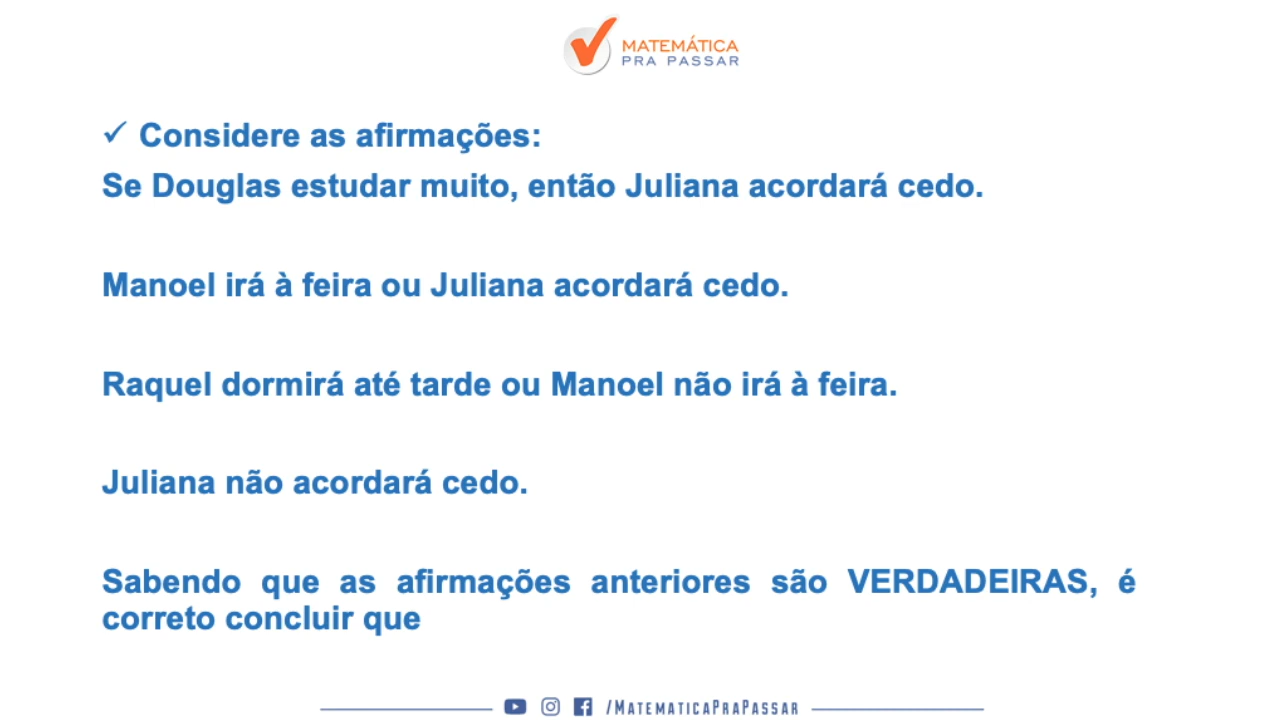 MATEMÁTICA
PRA PASSAR
✓ Considere as afirmações:
Se Douglas estudar muito, então Juliana acordará cedo.
Manoel irá à feira ou Juliana acordará cedo.
Raquel dormirá até tarde ou Manoel não irá à feira.
Juliana não acordará cedo.
Sabendo que as afirmações anteriores são VERDADEIRAS, é
correto concluir que
/MATEMATICAPRAPASSAR